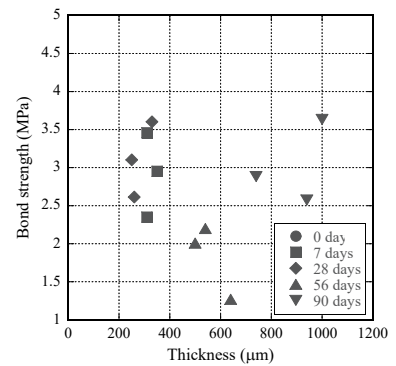 5
4.5
4
3.5
3
2.5
2
1.5
1
Bond strength (MPa)
0 day
7 days
28 days
56 days
90 days
0 200 400 600 800 1000 1200
Thickness (μm)